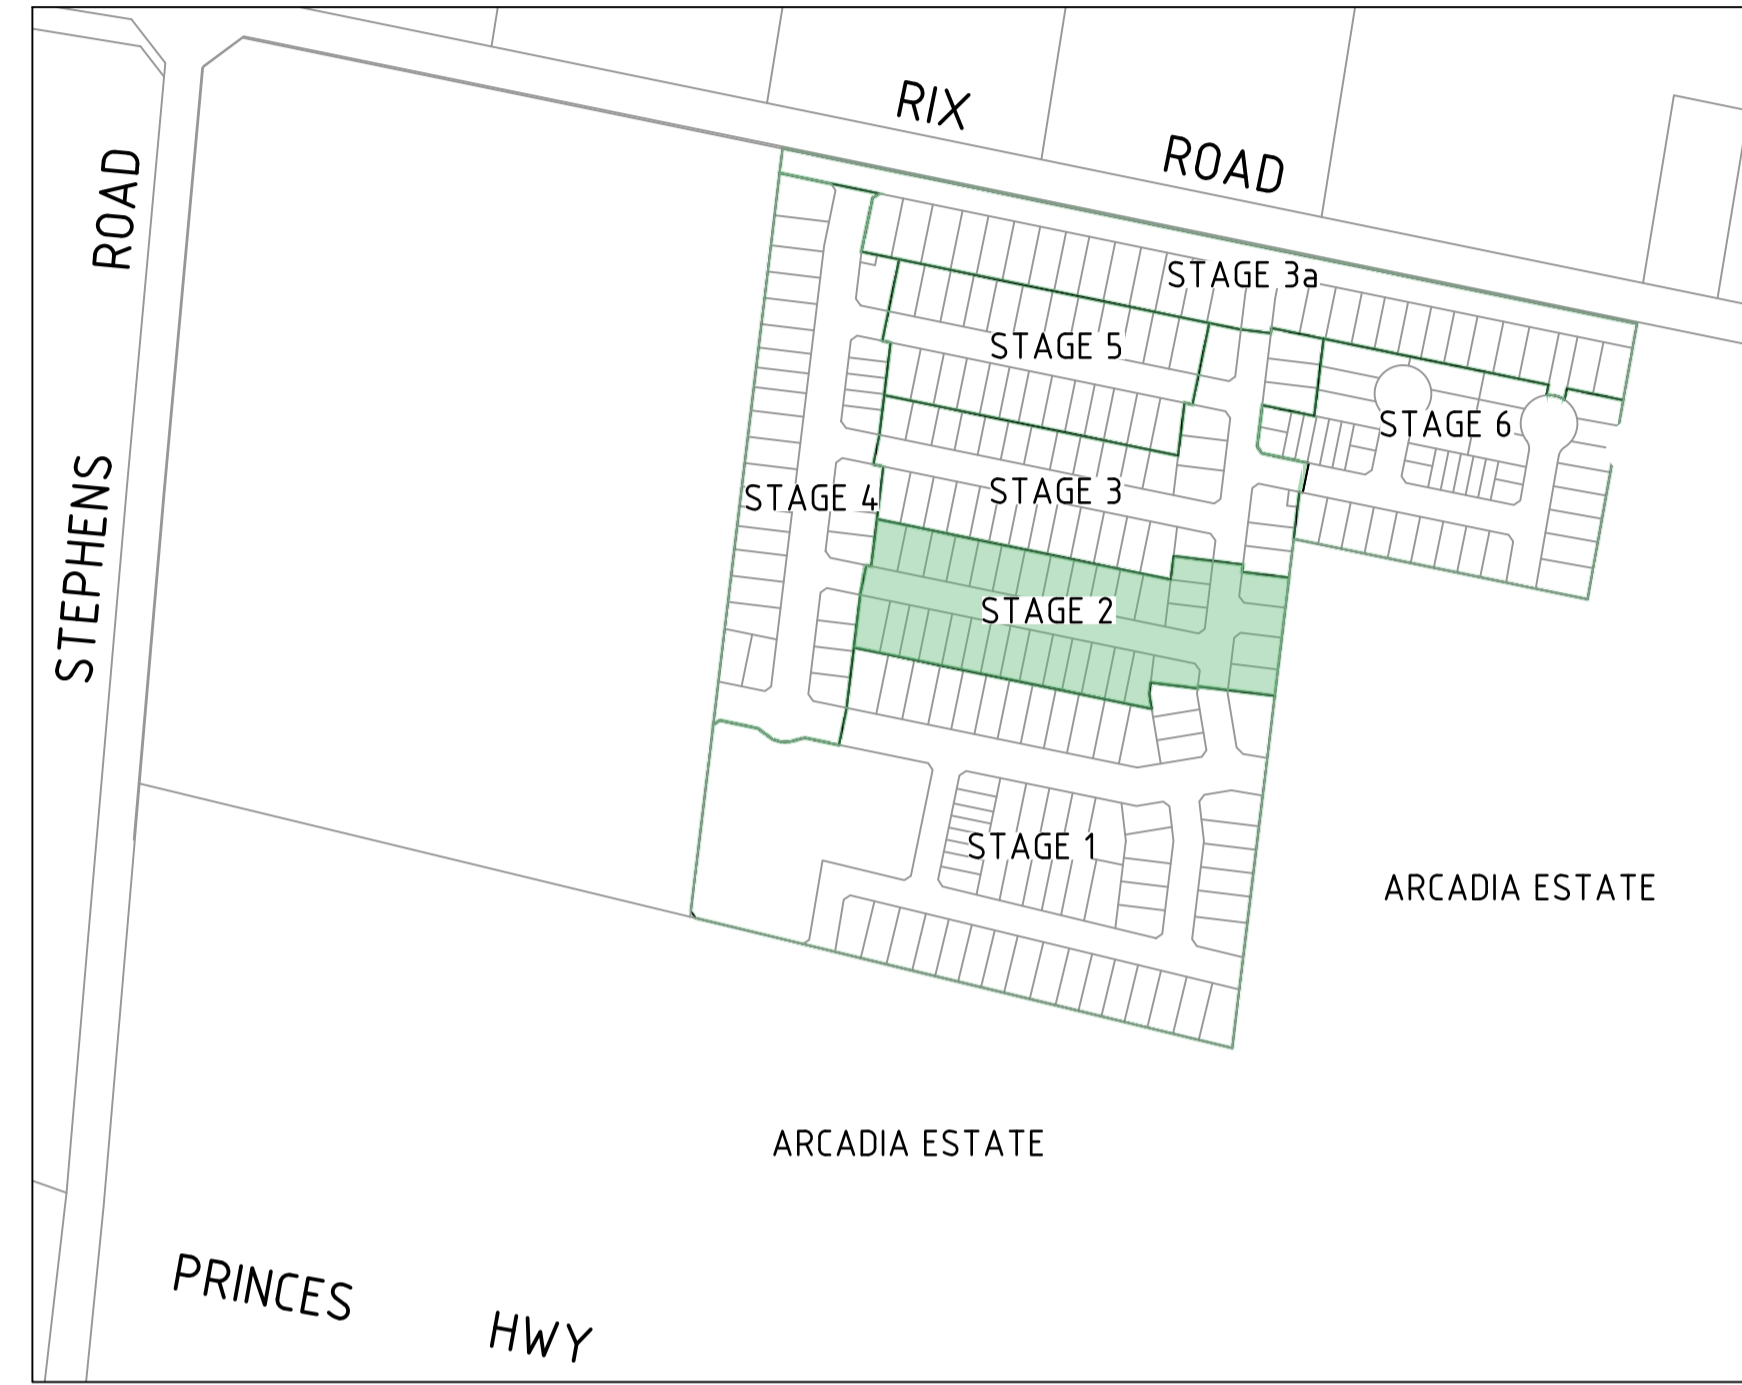 RIX
ROAD
ROAD
STEPHENS
STAGE 3a
STAGE 5
STAGE 6
STAGE 3
STAGE 4
STAGE 2
STAGE 1
ARCADIA ESTATE
ARCADIA ESTATE
PRINCES
HWY